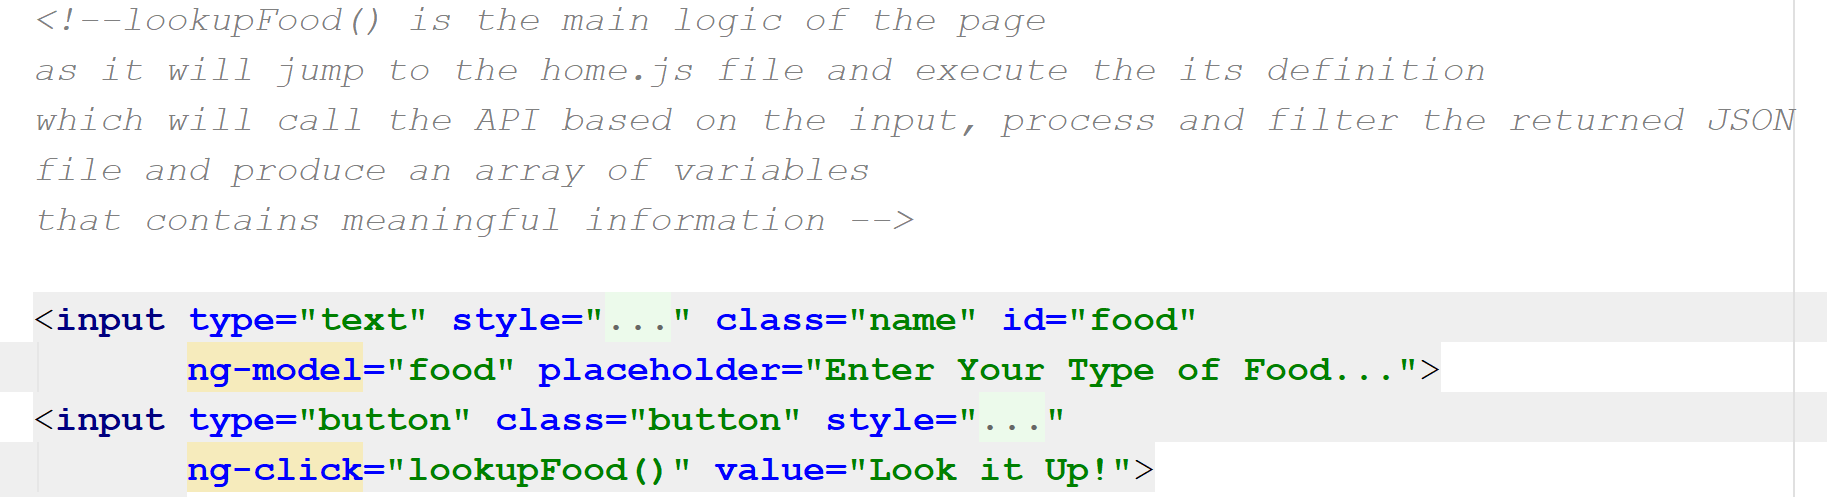 <!--lookupFood() is the main logic of the page
as it will jump to the home.js file and execute the its definition
which will call the API based on the input, process and filter the returned JSON
file and produce an array of variables
that contains meaningful information -->
<input type="text" style="..." class="name" id="food"
ng-model="food" placeholder="Enter Your Type of Food...">
<input type="button" class="button" style="..."
ng-click="lookupFood()" value="Look it Up!">